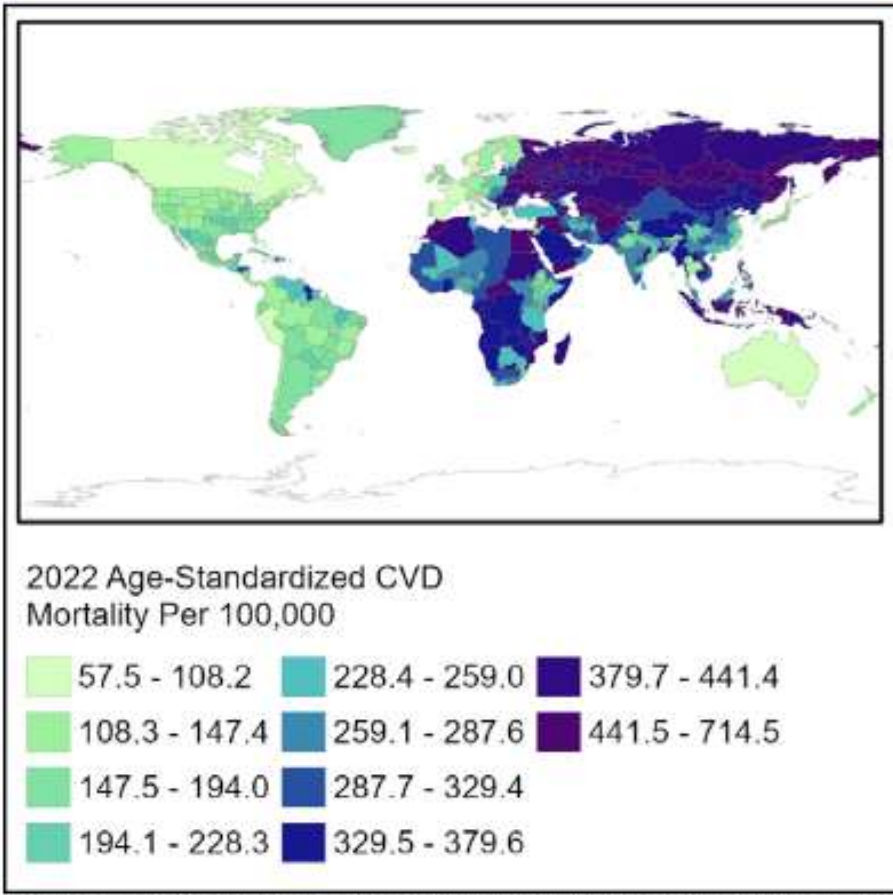 2022 Age-Standardized CVD
Mortality Per 100,000
57.5 - 108.2
108.3 - 147.4
147.5 - 194.0
194.1 - 228.3
228.4 - 259.0
259.1 - 287.6
287.7 - 329.4
329.5 - 379.6
379.7 - 441.4
441.5 - 714.5